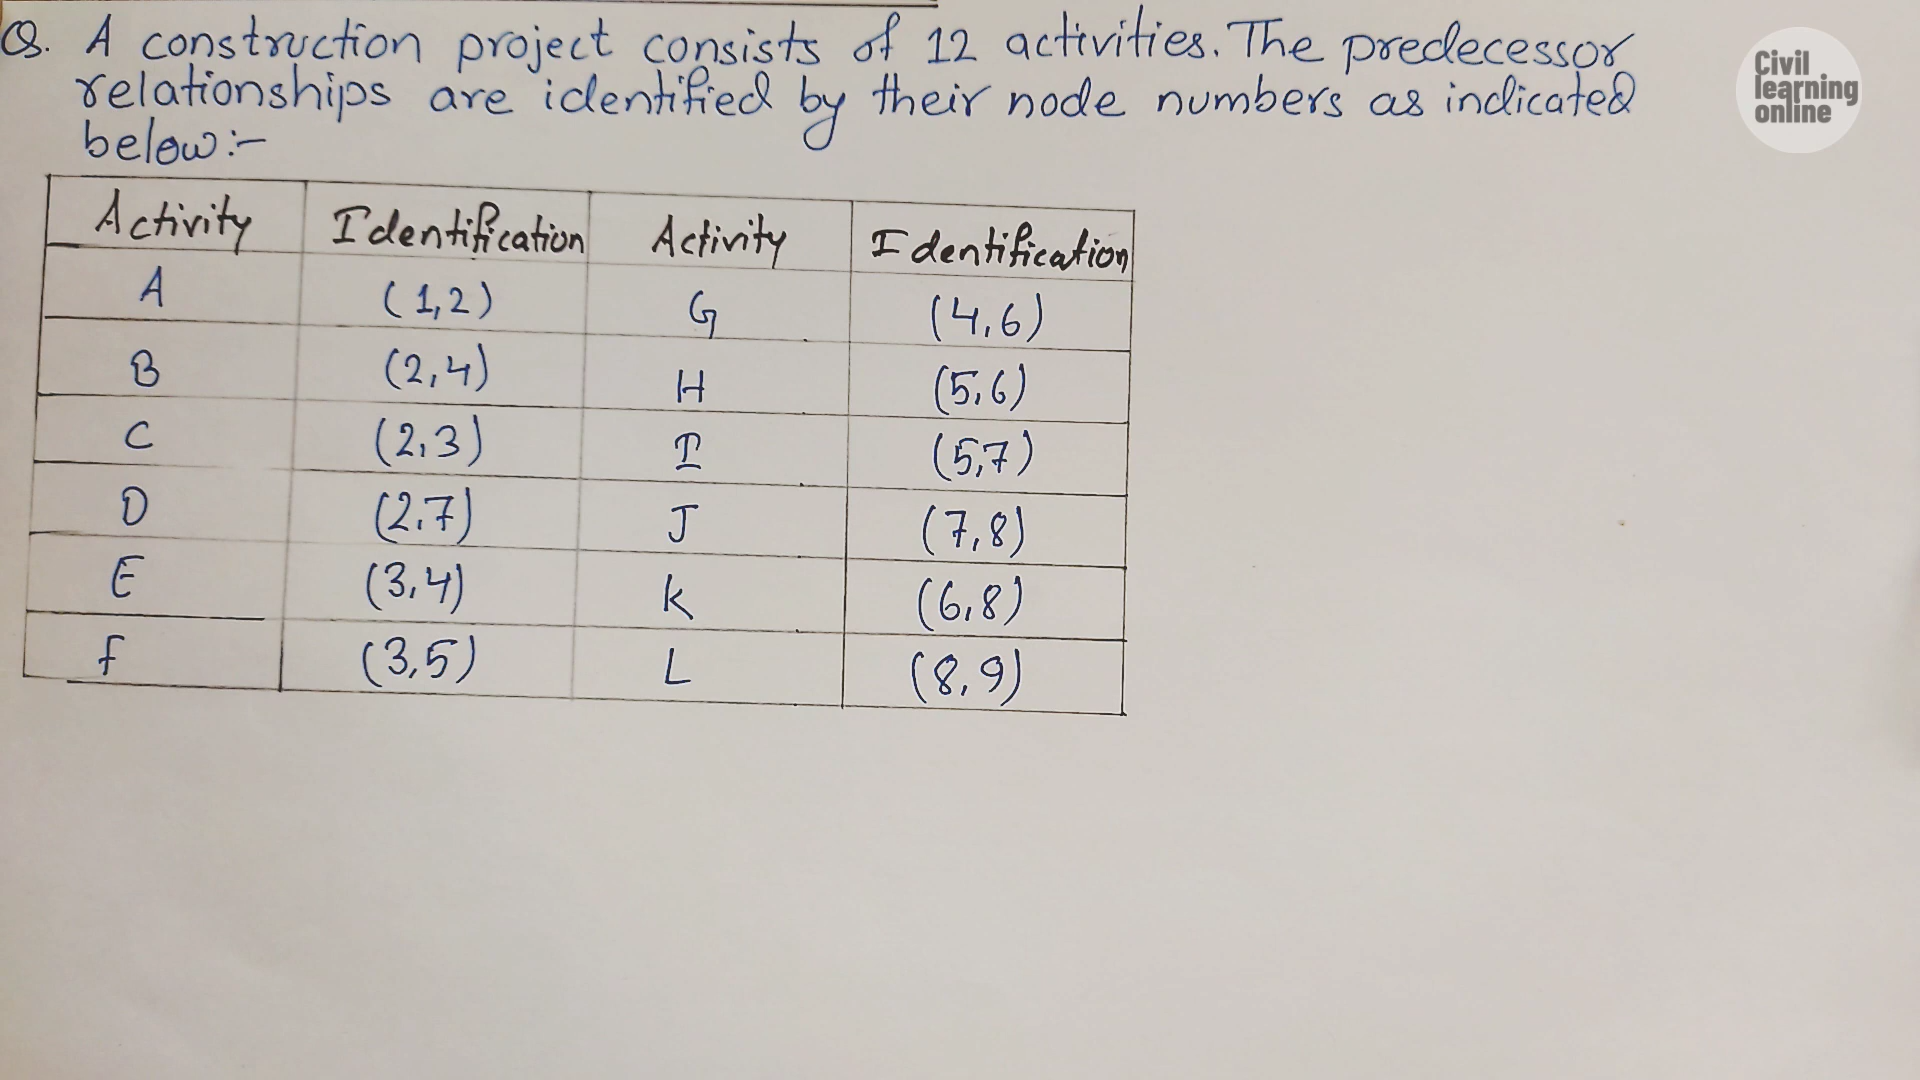 Q. A construction project consists of 12 activities. The predecessor
relationships are identified by their node numbers as indicated
below:-
Civil
learning
online
Activity Identification Activity Identification
A (1,2) G (4,6)
B (2,4) H (5,6)
C (2,3) I (5,7)
D (2,7) J (7,8)
E (3,4) K (6,8)
F (3,5) L (8,9)